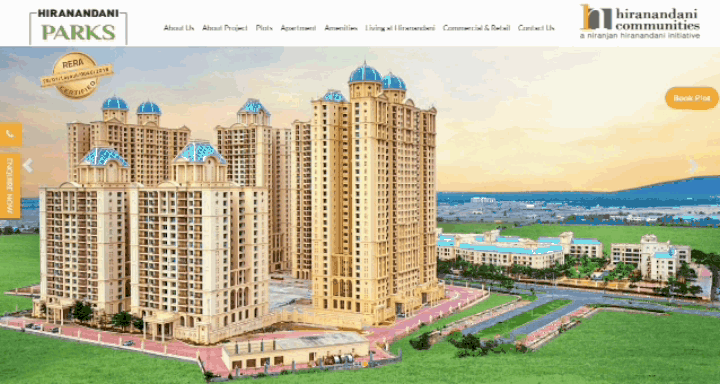 HIRANANDANI
PARKS
About Us About Project Plots Apartment Amenities Living at Hiranandani Commercial & Retail Contact Us
hiranandani
communities
a niranjan hiranandani initiative
RERA
CERTIFIED
Book Plot
ENQUIRE NOW